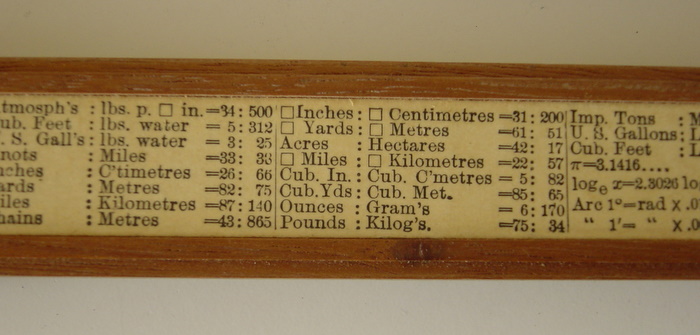 tmosph's : lbs. p. □ in.=34: 500
ub. Feet : lbs. water = 5: 312
. S. Gall's : lbs. water = 3: 25
nots : Miles =33: 38
ches : C'timetres =26: 66
ards : Metres =82: 75
iles : Kilometres =87: 140
hains : Metres =43: 865
□Inches : □ Centimetres =31: 200
□ Yards : □ Metres =61: 51
Acres : Hectares =42: 17
□ Miles : □ Kilometres =22: 57
Cub. In. : Cub. C'metres = 5: 82
Cub.Yds : Cub. Met. =85: 65
Ounces : Gram's = 6: 170
Pounds : Kilog's. =75: 34
Imp. Tons : M
U. S. Gallons : L
Cub. Feet : L
π=3.1416....
logₑ x=2.3026 lo
Arc 1°=rad × .0
" 1'= " × .0